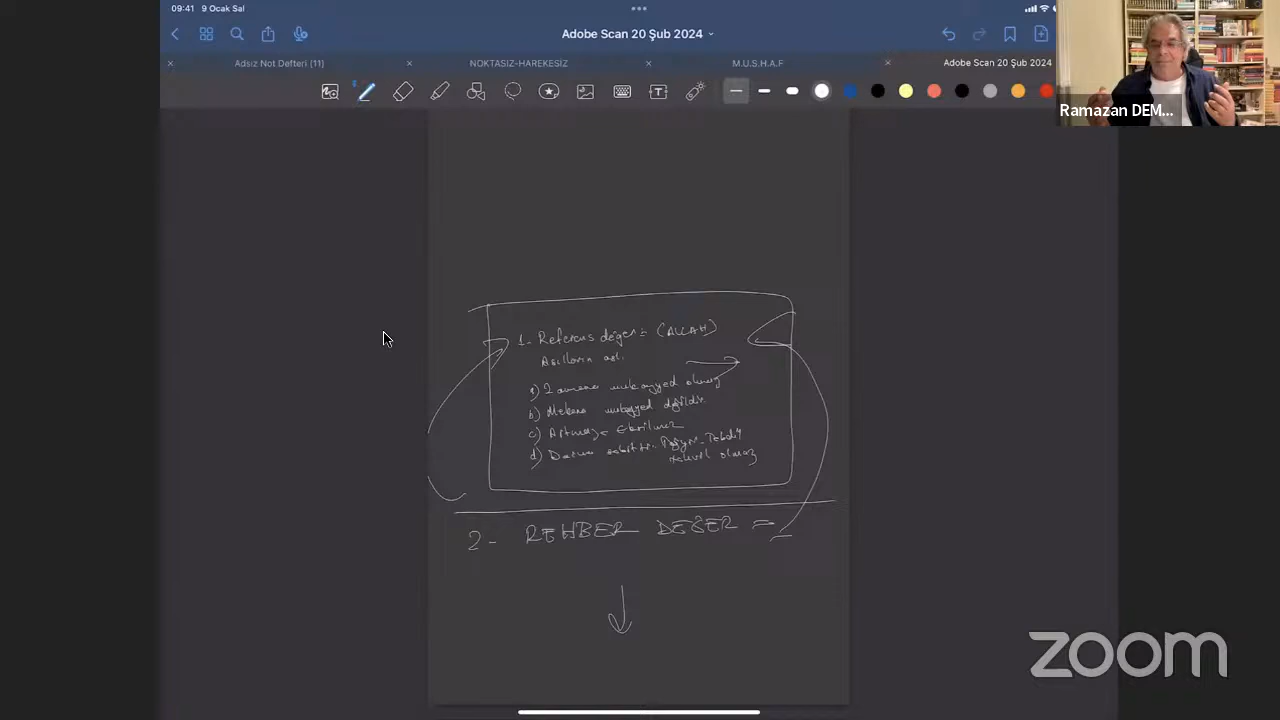 09:41 9 Ocak Sal
Adobe Scan 20 Şub 2024
Adsız Not Defteri (11)
NOKTASIZ-HAREKESİZ
M.U.S.H.A.F
Adobe Scan 20 Şub 2024
Ramazan DEM...
1- Referans değer := (ALLAH)
Asılların aslı
a) Zamana mukayyed olmaz
b) Mekana mukayyed değildir.
c) Artmaz - Eksilmez
d) Daima sabittir. Tağyir - Tebdil
tahvil olmaz
2- REHBER DEĞER =
zoom